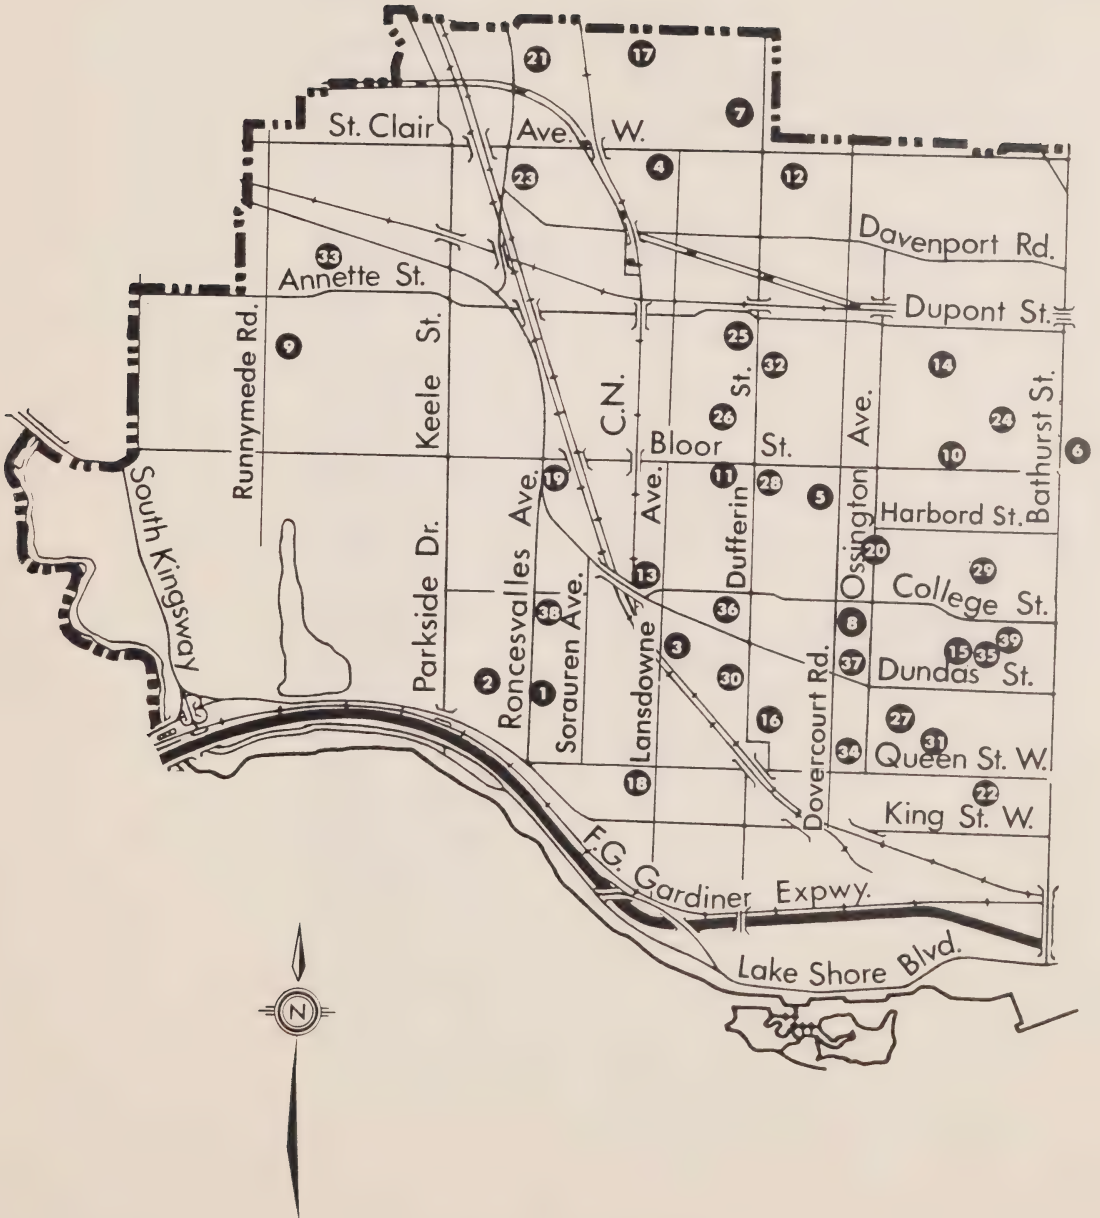 21
17
7
St. Clair Ave. W.
4
23
12
Davenport Rd.
33
Annette St.
Dupont St.
Runnymede Rd.
9
Keele St.
C.N.
25
32
14
26
24
Bathurst St.
Bloor St.
10
6
South Kingsway
19
11
28
5
Ossington Ave.
Harbord St.
Parkside Dr.
Roncesvalles Ave.
Sorauren Ave.
Lansdowne Ave.
Dufferin St.
20
13
29
College St.
38
36
8
3
39
15
35
37
Dundas St.
2
1
30
Dovercourt Rd.
16
27
31
34
Queen St. W.
18
22
King St. W.
F.G. Gardiner Expwy.
Lake Shore Blvd.
N